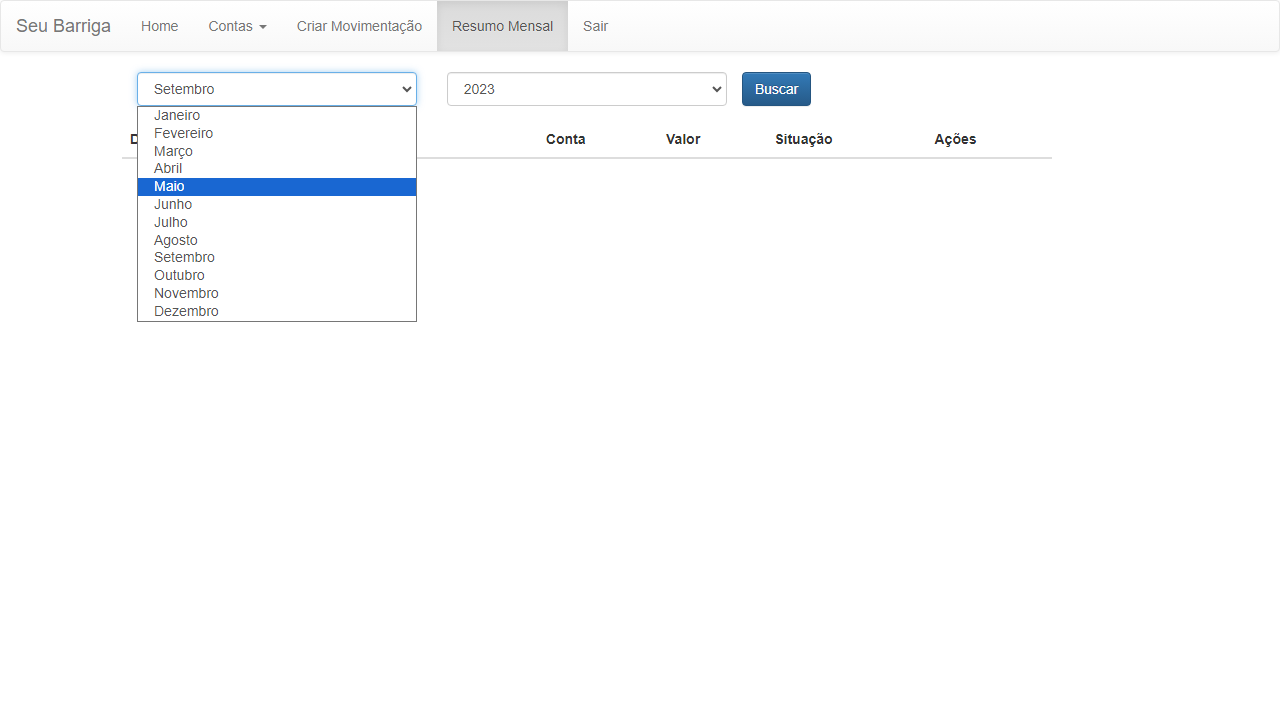 Seu Barriga Home Contas Criar Movimentação Resumo Mensal Sair
Setembro 2023 Buscar
Janeiro
Fevereiro
Março
Abril
Maio
Junho
Julho
Agosto
Setembro
Outubro
Novembro
Dezembro
Conta Valor Situação Ações